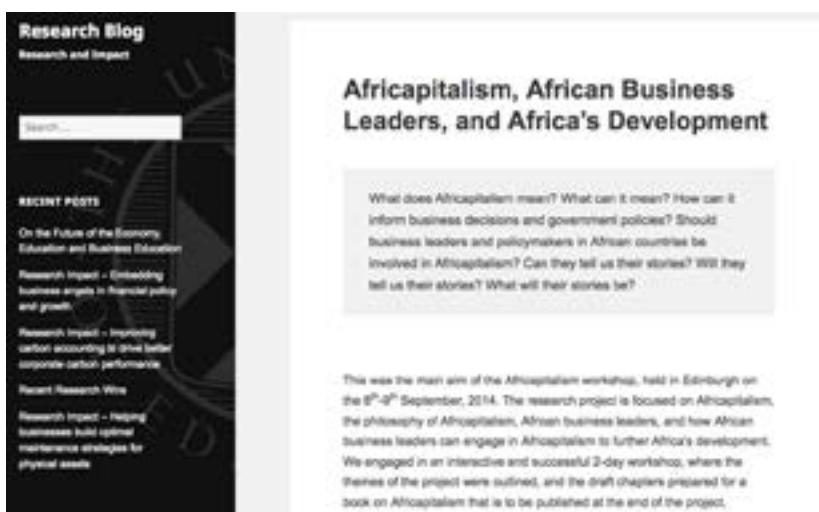 Research Blog
Research and Impact
Search ...
RECENT POSTS
On the Future of the Economy,
Education and Business Education
Research Impact – Embedding
business angels in financial policy
and growth
Research Impact – Improving
carbon accounting to drive better
corporate carbon performance
Recent Research Wins
Research Impact – Helping
businesses build optimal
maintenance strategies for
physical assets
Africapitalism, African Business
Leaders, and Africa's Development
What does Africapitalism mean? What can it mean? How can it
inform business decisions and government policies? Should
business leaders and policymakers in African countries be
involved in Africapitalism? Can they tell us their stories? Will they
tell us their stories? What will their stories be?
This was the main aim of the Africapitalism workshop, held in Edinburgh on
the 8th-9th September, 2014. The research project is focused on Africapitalism,
the philosophy of Africapitalism, African business leaders, and how African
business leaders can engage in Africapitalism to further Africa's development.
We engaged in an interactive and successful 2-day workshop, where the
themes of the project were outlined, and the draft chapters prepared for a
book on Africapitalism that is to be published at the end of the project.